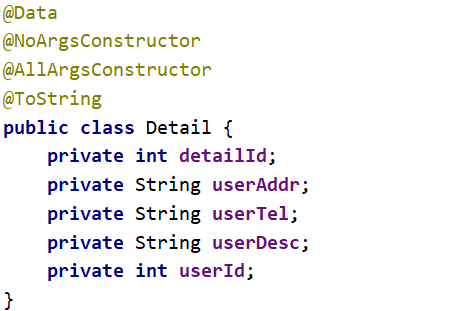 @Data
@NoArgsConstructor
@AllArgsConstructor
@ToString
public class Detail {
    private int detailId;
    private String userAddr;
    private String userTel;
    private String userDesc;
    private int userId;
}